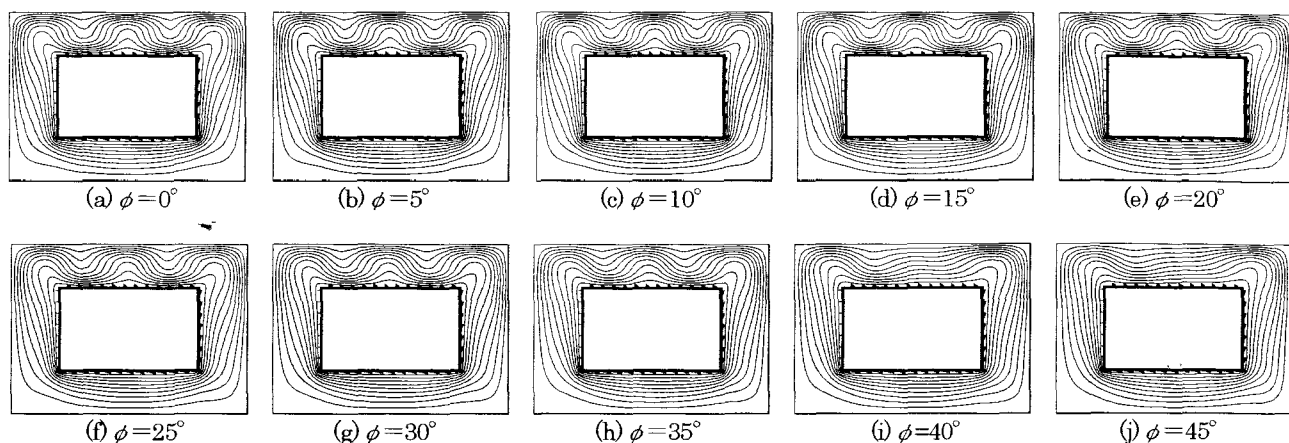 (a) φ=0°
(b) φ=5°
(c) φ=10°
(d) φ=15°
(e) φ=20°
(f) φ=25°
(g) φ=30°
(h) φ=35°
(i) φ=40°
(j) φ=45°